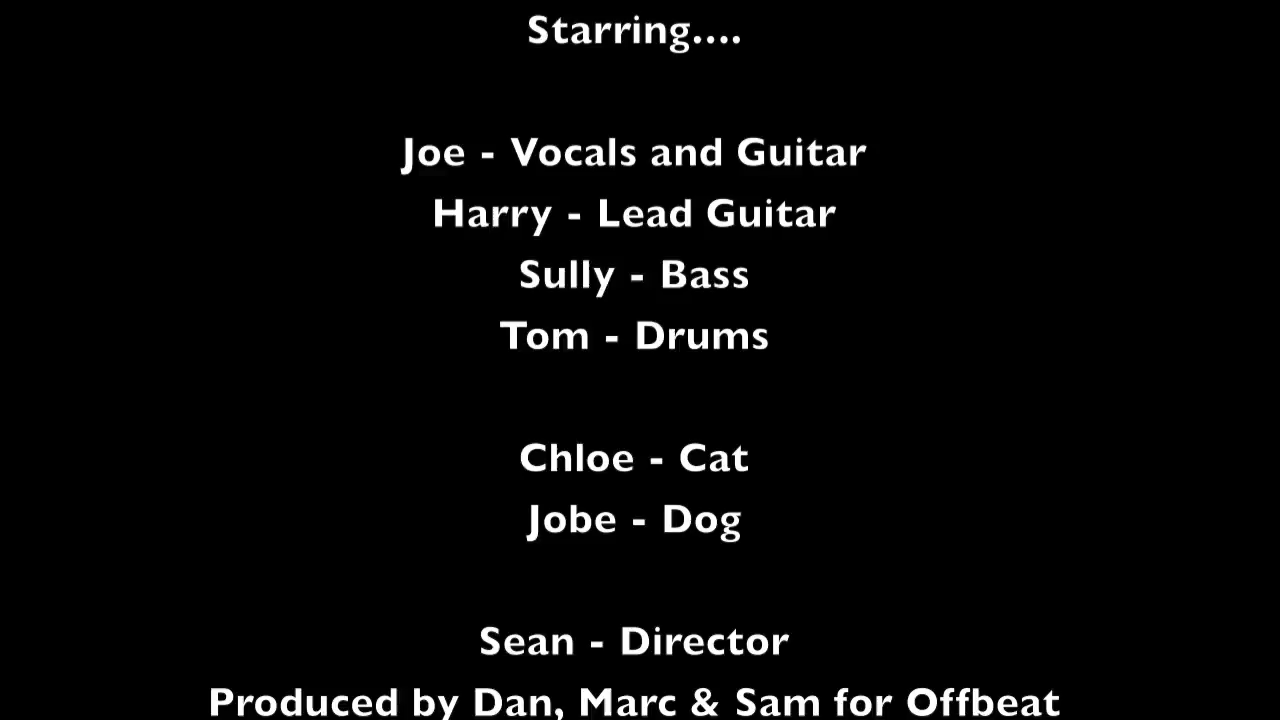 Starring....
Joe - Vocals and Guitar
Harry - Lead Guitar
Sully - Bass
Tom - Drums
Chloe - Cat
Jobe - Dog
Sean - Director
Produced by Dan, Marc & Sam for Offbeat